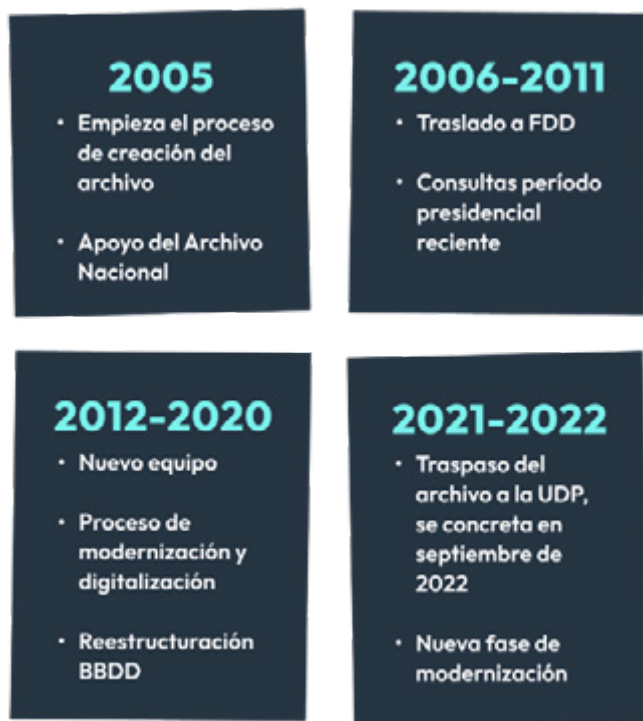 2005
• Empieza el proceso
de creación del
archivo
• Apoyo del Archivo
Nacional
2006-2011
• Traslado a FDD
• Consultas período
presidencial
reciente
2012-2020
• Nuevo equipo
• Proceso de
modernización y
digitalización
• Reestructuración
BBDD
2021-2022
• Traspaso del
archivo a la UDP,
se concreta en
septiembre de
2022
• Nueva fase de
modernización